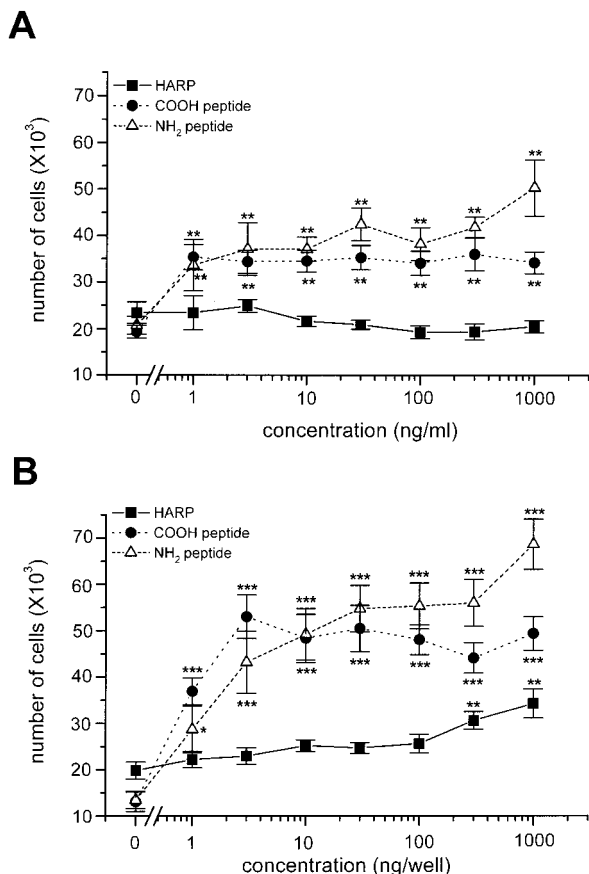 A
HARP
COOH peptide
NH₂ peptide
number of cells (X10³)
70
60
50
40
30
20
10
** ** ** ** ** ** **
**
** ** ** ** ** **
0 1 10 100 1000
concentration (ng/ml)
B
HARP
COOH peptide
NH₂ peptide
number of cells (X10³)
70
60
50
40
30
20
10
*** *** *** *** *** *** ***
*
*** *** *** *** *** ***
** **
0 1 10 100 1000
concentration (ng/well)